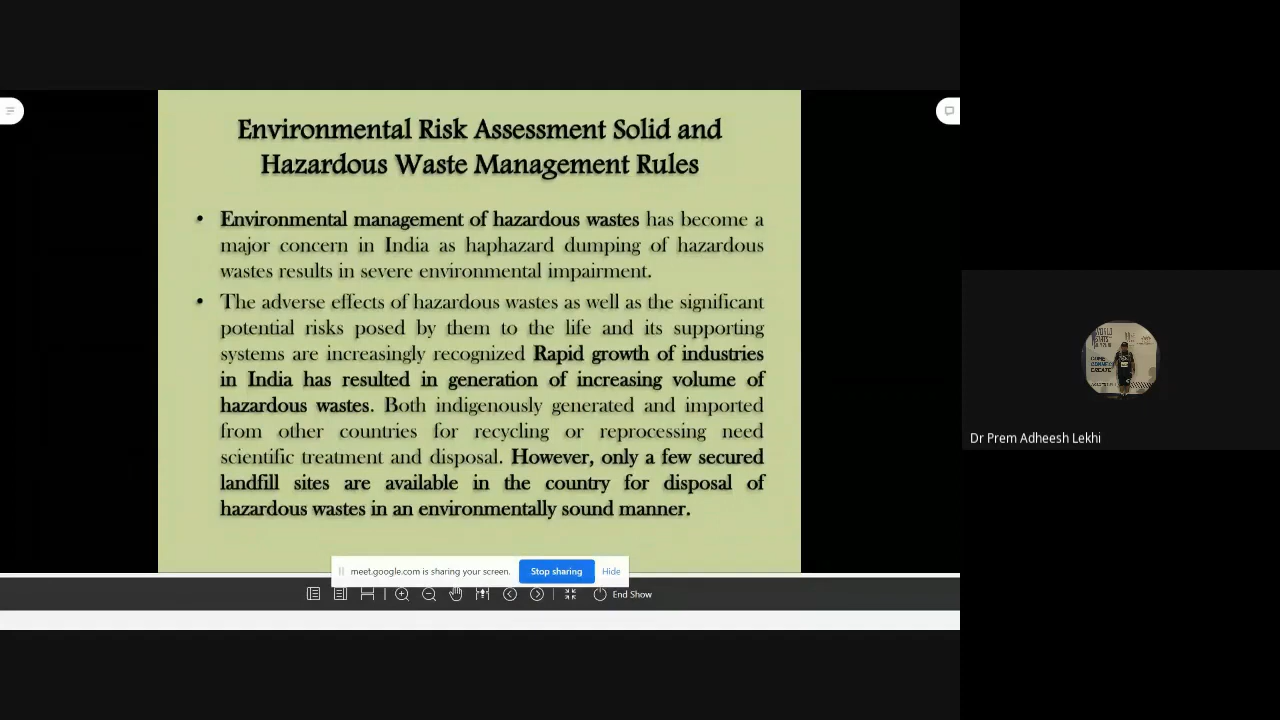 Environmental Risk Assessment Solid and
Hazardous Waste Management Rules
• Environmental management of hazardous wastes has become a
major concern in India as haphazard dumping of hazardous
wastes results in severe environmental impairment.
• The adverse effects of hazardous wastes as well as the significant
potential risks posed by them to the life and its supporting
systems are increasingly recognized Rapid growth of industries
in India has resulted in generation of increasing volume of
hazardous wastes. Both indigenously generated and imported
from other countries for recycling or reprocessing need
scientific treatment and disposal. However, only a few secured
landfill sites are available in the country for disposal of
hazardous wastes in an environmentally sound manner.
meet.google.com is sharing your screen. Stop sharing Hide
End Show
Dr Prem Adheesh Lekhi